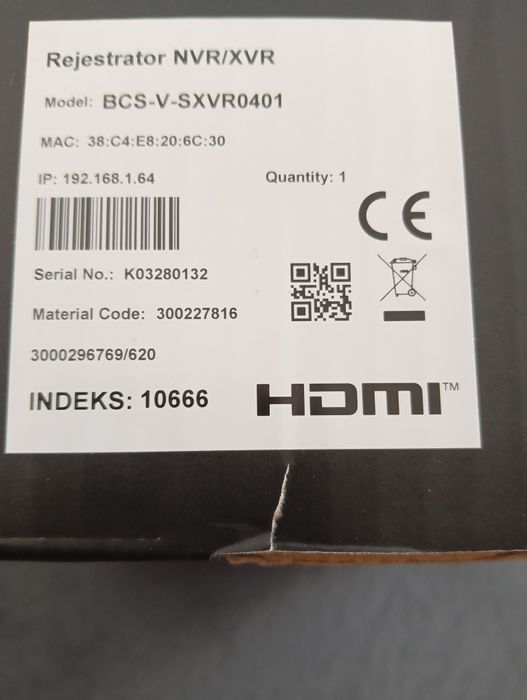 Rejestrator NVR/XVR
Model: BCS-V-SXVR0401
MAC: 38:C4:E8:20:6C:30
IP: 192.168.1.64 Quantity: 1
CE
Serial No.: K03280132
Material Code: 300227816
3000296769/620
INDEKS: 10666
HDMI™